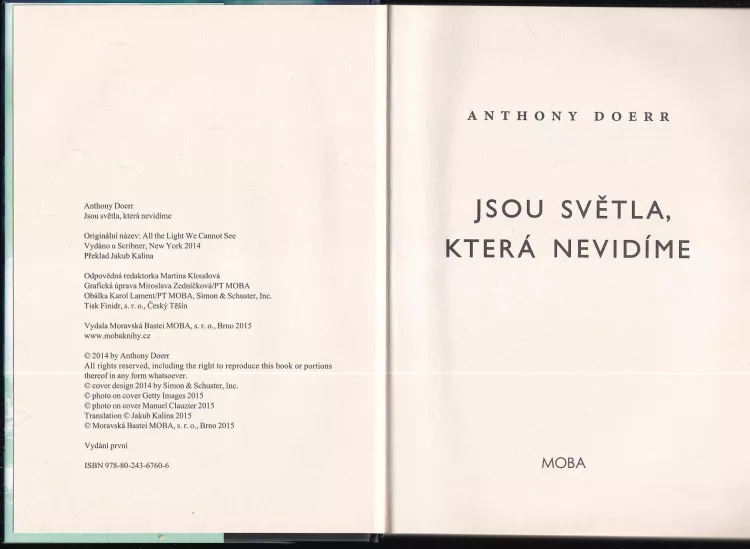 Anthony Doerr
Jsou světla, která nevidíme
Originální název: All the Light We Cannot See
Vydáno u Scribner, New York 2014
Překlad Jakub Kalina
Odpovědná redaktorka Martina Kloudová
Grafická úprava Miroslava Zedníčková/PT MOBA
Obálka Karol Lament/PT MOBA, Simon & Schuster, Inc.
Tisk Finidr, s. r. o., Český Těšín
Vydala Moravská Bastei MOBA, s. r. o., Brno 2015
www.mobaknihy.cz
© 2014 by Anthony Doerr
All rights reserved, including the right to reproduce this book or portions
thereof in any form whatsoever.
© cover design 2014 by Simon & Schuster, Inc.
© photo on cover Getty Images 2015
© photo on cover Manuel Clauzier 2015
Translation © Jakub Kalina 2015
© Moravská Bastei MOBA, s. r. o., Brno 2015
Vydání první
ISBN 978-80-243-6760-6
ANTHONY DOERR
JSOU SVĚTLA,
KTERÁ NEVIDÍME
MOBA